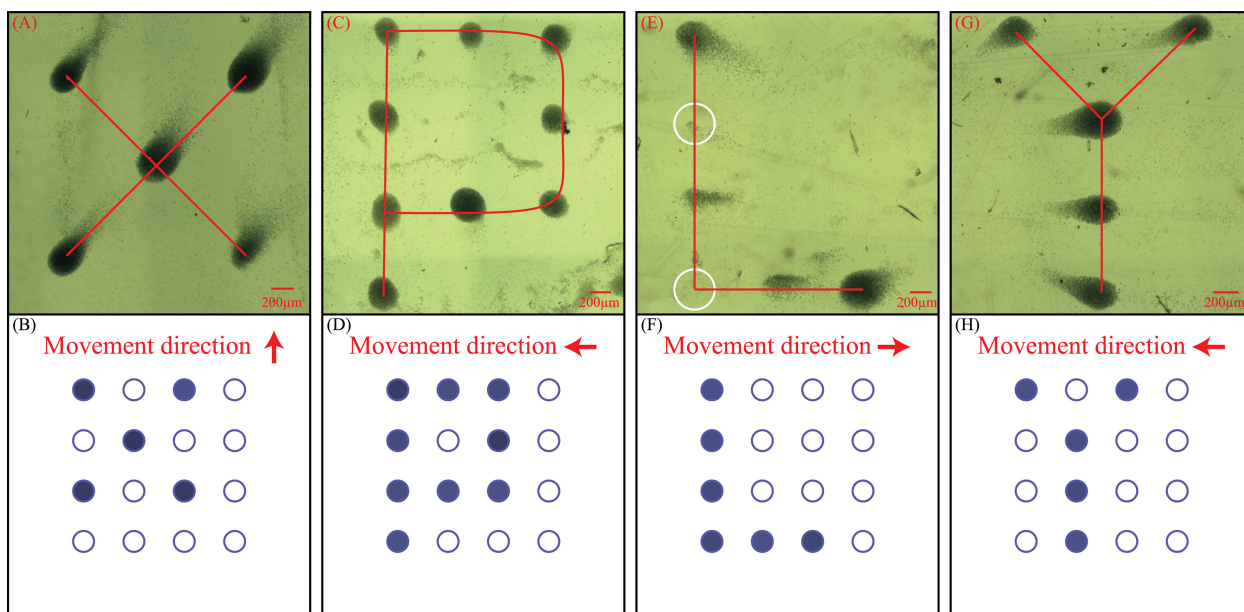 (A)
200μm
(C)
200μm
(E)
200μm
(G)
200μm
(B)
Movement direction
(D)
Movement direction
(F)
Movement direction
(H)
Movement direction